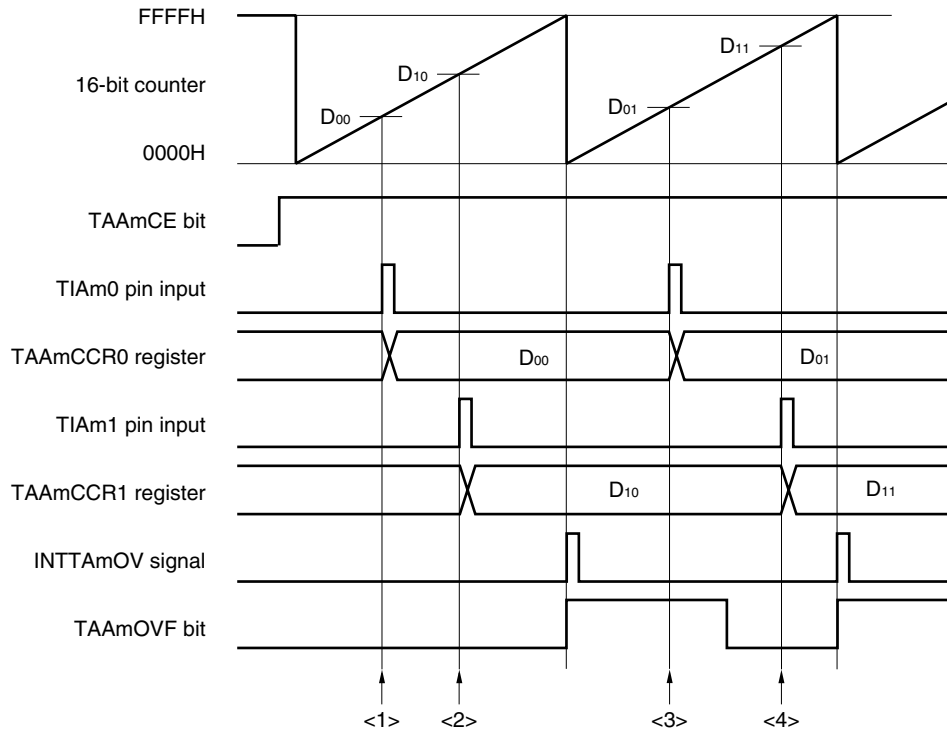 FFFFH
D11
D10
16-bit counter
D01
D00
0000H
TAAmCE bit
TIAm0 pin input
TAAmCCR0 register
D00
D01
TIAm1 pin input
TAAmCCR1 register
D10
D11
INTTAmOV signal
TAAmOVF bit
<1>
<2>
<3>
<4>